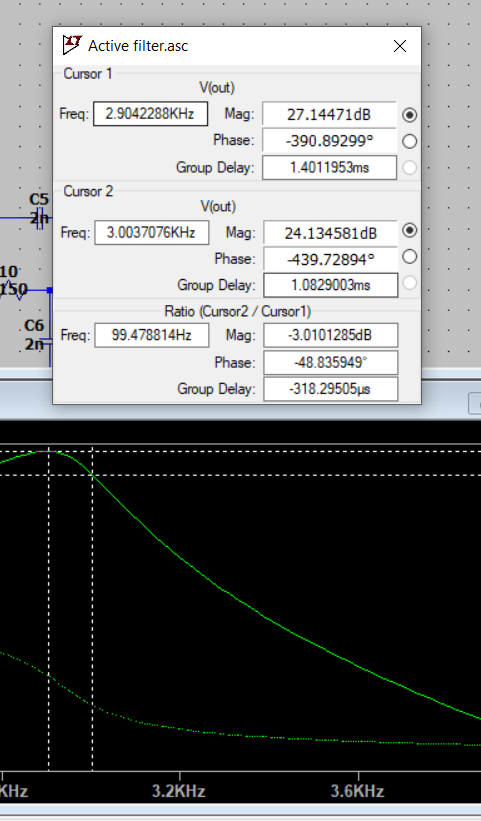 Active filter.asc
Cursor 1
V(out)
Freq: 2.9042288KHz Mag: 27.14471dB
Phase: -390.89299°
Group Delay: 1.4011953ms
Cursor 2
V(out)
Freq: 3.0037076KHz Mag: 24.134581dB
Phase: -439.72894°
Group Delay: 1.0829003ms
Ratio (Cursor2 / Cursor1)
Freq: 99.478814Hz Mag: -3.0101285dB
Phase: -48.835949°
Group Delay: -318.29505µs
C5
2n
10
150
C6
2n
KHz 3.2KHz 3.6KHz